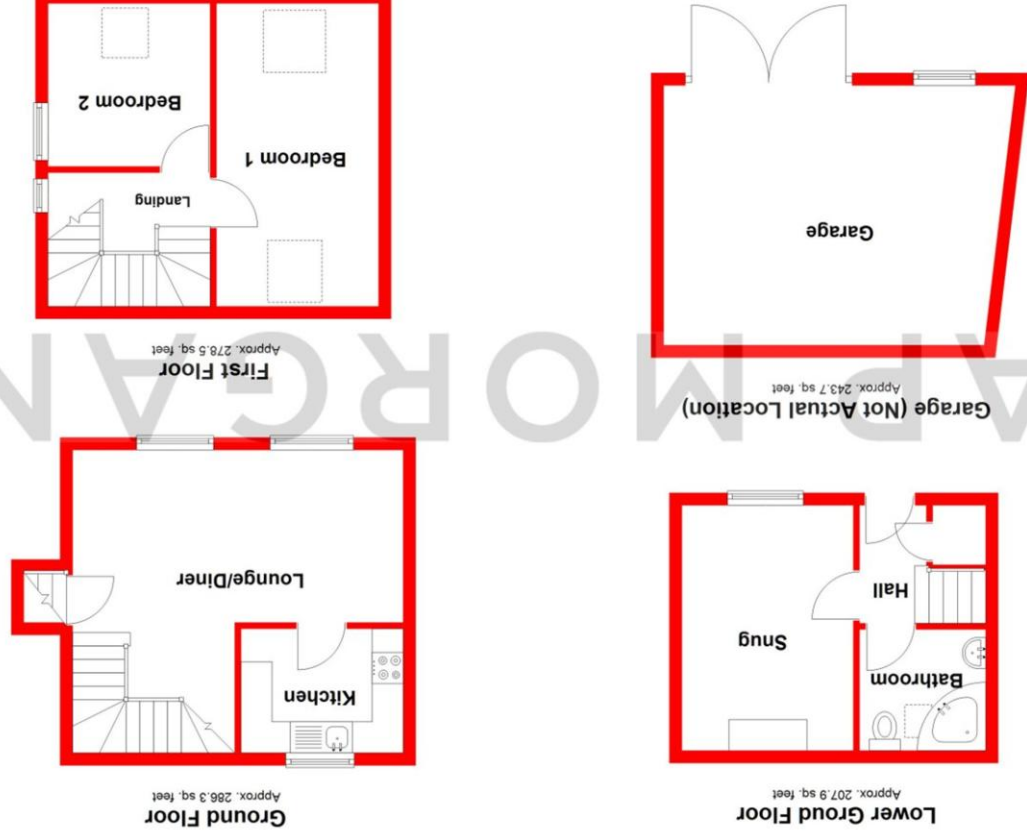 Lower Groud Floor
Approx. 207.9 sq. feet
Bathroom
Snug
Hall
Ground Floor
Approx. 286.3 sq. feet
Kitchen
Lounge/Diner
AP MORGAN
Garage (Not Actual Location)
Approx. 243.7 sq. feet
Garage
First Floor
Approx. 278.5 sq. feet
Landing
Bedroom 1
Bedroom 2